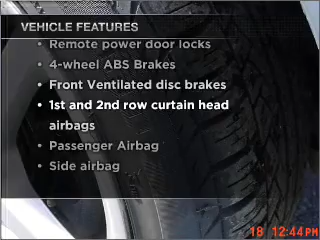 VEHICLE FEATURES
• Remote power door locks
• 4-wheel ABS Brakes
• Front Ventilated disc brakes
• 1st and 2nd row curtain head
airbags
• Passenger Airbag
• Side airbag
18 12:44PM